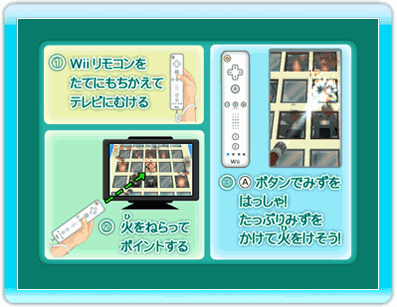 ① Wiiリモコンを
たてにもちかえて
テレビにむける
② 火をねらって
ひ
ポイントする
A
Wii
③ Ⓐボタンでみずを
はっしゃ!
たっぷりみずを
ひ
かけて火をけそう!